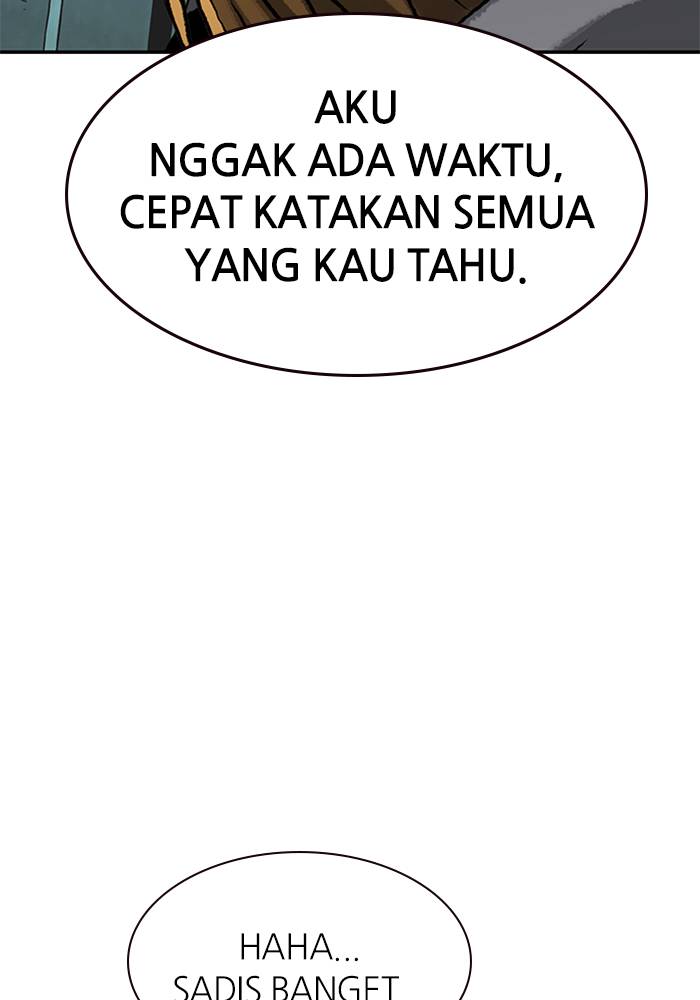 AKU
NGGAK ADA WAKTU,
CEPAT KATAKAN SEMUA
YANG KAU TAHU.
HAHA...
SADIS BANGET